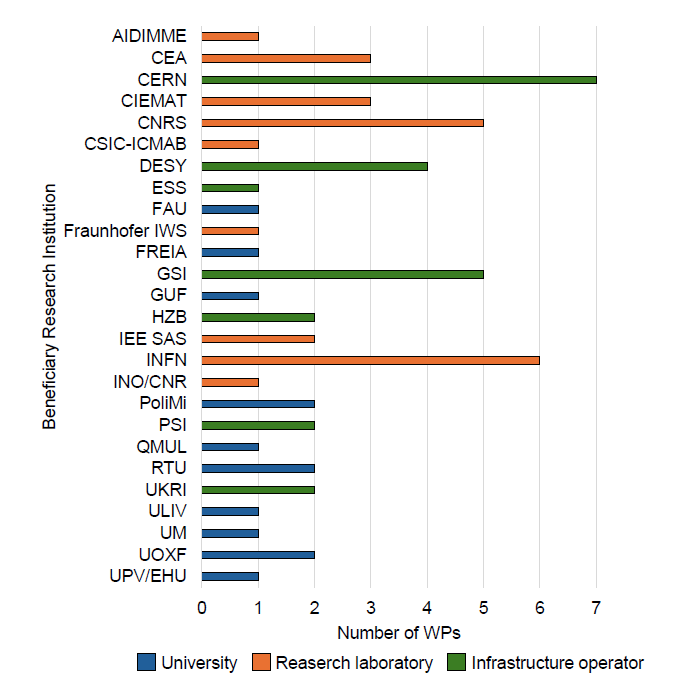 AIDIMME
CEA
CERN
CIEMAT
CNRS
CSIC-ICMAB
DESY
ESS
FAU
Fraunhofer IWS
FREIA
GSI
GUF
HZB
IEE SAS
INFN
INO/CNR
PoliMi
PSI
QMUL
RTU
UKRI
ULIV
UM
UOXF
UPV/EHU
Beneficiary Research Institution
0 1 2 3 4 5 6 7
Number of WPs
University Reaserch laboratory Infrastructure operator